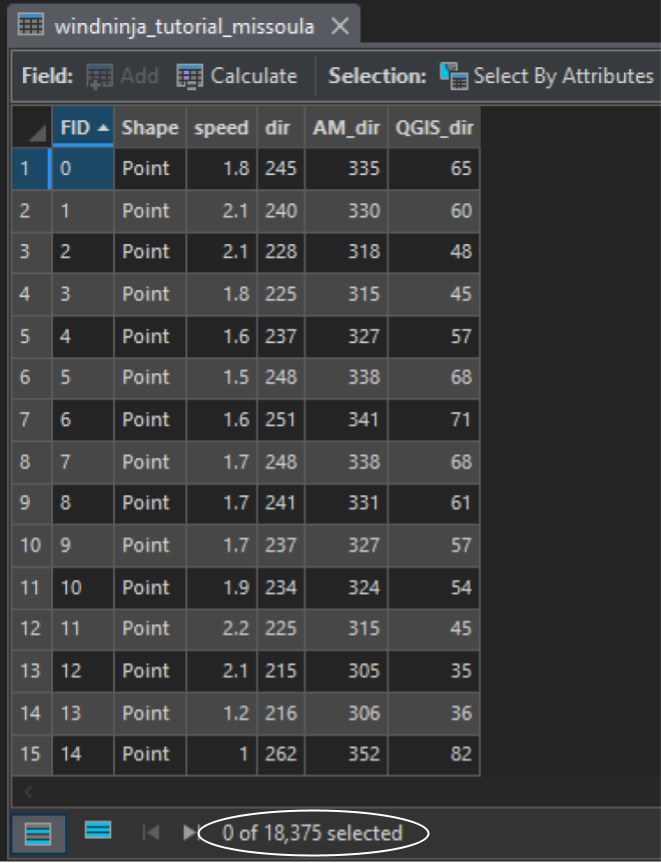 windninja_tutorial_missoula
Field: Add Calculate Selection: Select By Attributes
FID Shape speed dir AM_dir QGIS_dir
1 0 Point 1.8 245 335 65
2 1 Point 2.1 240 330 60
3 2 Point 2.1 228 318 48
4 3 Point 1.8 225 315 45
5 4 Point 1.6 237 327 57
6 5 Point 1.5 248 338 68
7 6 Point 1.6 251 341 71
8 7 Point 1.7 248 338 68
9 8 Point 1.7 241 331 61
10 9 Point 1.7 237 327 57
11 10 Point 1.9 234 324 54
12 11 Point 2.2 225 315 45
13 12 Point 2.1 215 305 35
14 13 Point 1.2 216 306 36
15 14 Point 1 262 352 82
0 of 18,375 selected